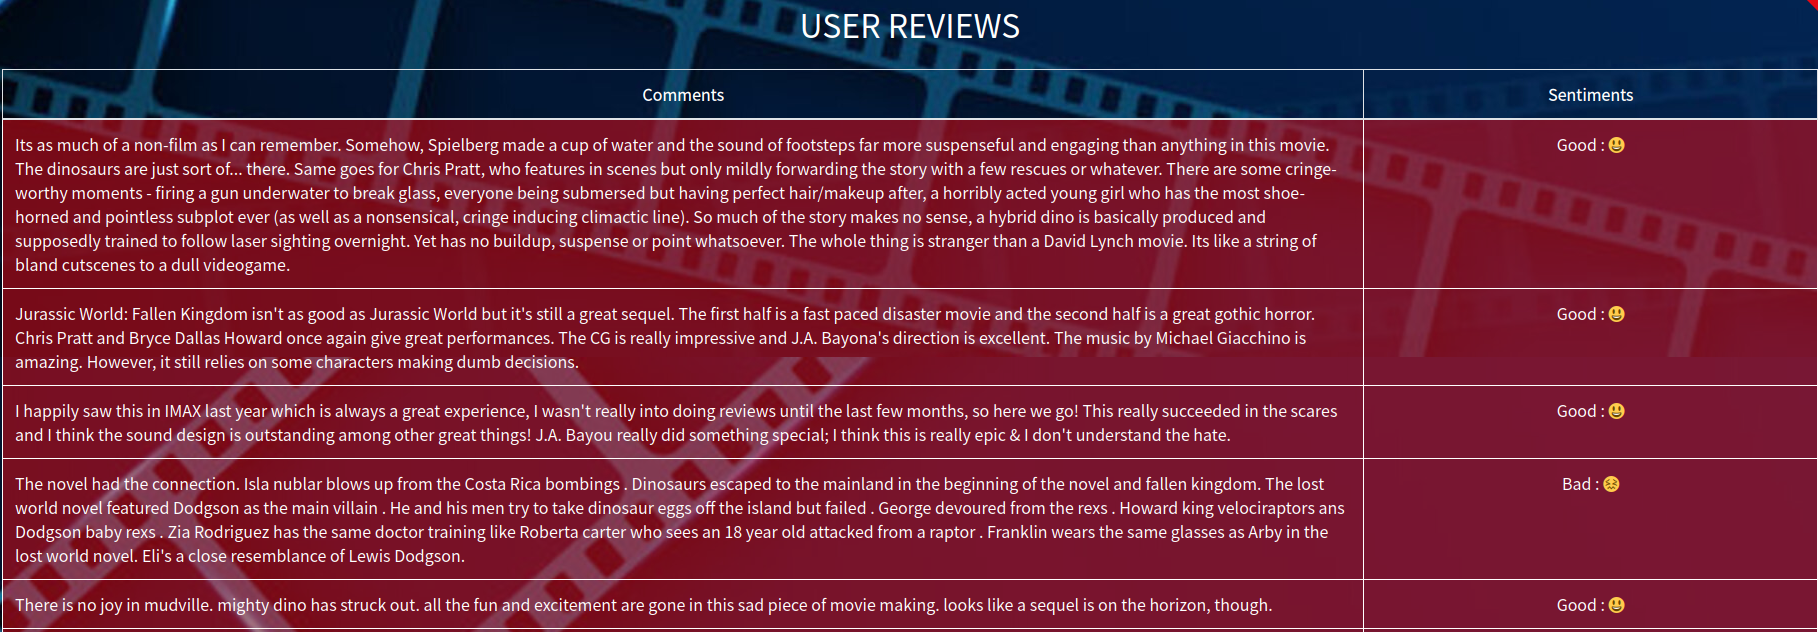 USER REVIEWS
Comments
Sentiments
Its as much of a non-film as I can remember. Somehow, Spielberg made a cup of water and the sound of footsteps far more suspenseful and engaging than anything in this movie.
The dinosaurs are just sort of... there. Same goes for Chris Pratt, who features in scenes but only mildly forwarding the story with a few rescues or whatever. There are some cringe-
worthy moments - firing a gun underwater to break glass, everyone being submersed but having perfect hair/makeup after, a horribly acted young girl who has the most shoe-
horned and pointless subplot ever (as well as a nonsensical, cringe inducing climactic line). So much of the story makes no sense, a hybrid dino is basically produced and
supposedly trained to follow laser sighting overnight. Yet has no buildup, suspense or point whatsoever. The whole thing is stranger than a David Lynch movie. Its like a string of
bland cutscenes to a dull videogame.
Good : 😃
Jurassic World: Fallen Kingdom isn't as good as Jurassic World but it's still a great sequel. The first half is a fast paced disaster movie and the second half is a great gothic horror.
Chris Pratt and Bryce Dallas Howard once again give great performances. The CG is really impressive and J.A. Bayona's direction is excellent. The music by Michael Giacchino is
amazing. However, it still relies on some characters making dumb decisions.
Good : 😃
I happily saw this in IMAX last year which is always a great experience, I wasn't really into doing reviews until the last few months, so here we go! This really succeeded in the scares
and I think the sound design is outstanding among other great things! J.A. Bayou really did something special; I think this is really epic & I don't understand the hate.
Good : 😃
The novel had the connection. Isla nublar blows up from the Costa Rica bombings . Dinosaurs escaped to the mainland in the beginning of the novel and fallen kingdom. The lost
world novel featured Dodgson as the main villain . He and his men try to take dinosaur eggs off the island but failed . George devoured from the rexs . Howard king velociraptors ans
Dodgson baby rexs . Zia Rodriguez has the same doctor training like Roberta carter who sees an 18 year old attacked from a raptor . Franklin wears the same glasses as Arby in the
lost world novel. Eli's a close resemblance of Lewis Dodgson.
Bad : 😖
There is no joy in mudville. mighty dino has struck out. all the fun and excitement are gone in this sad piece of movie making. looks like a sequel is on the horizon, though.
Good : 😃